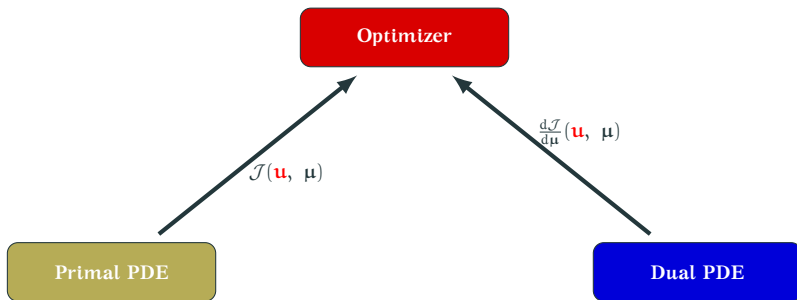 Optimizer
d𝒥/dμ(u, μ)
𝒥(u, μ)
Primal PDE
Dual PDE